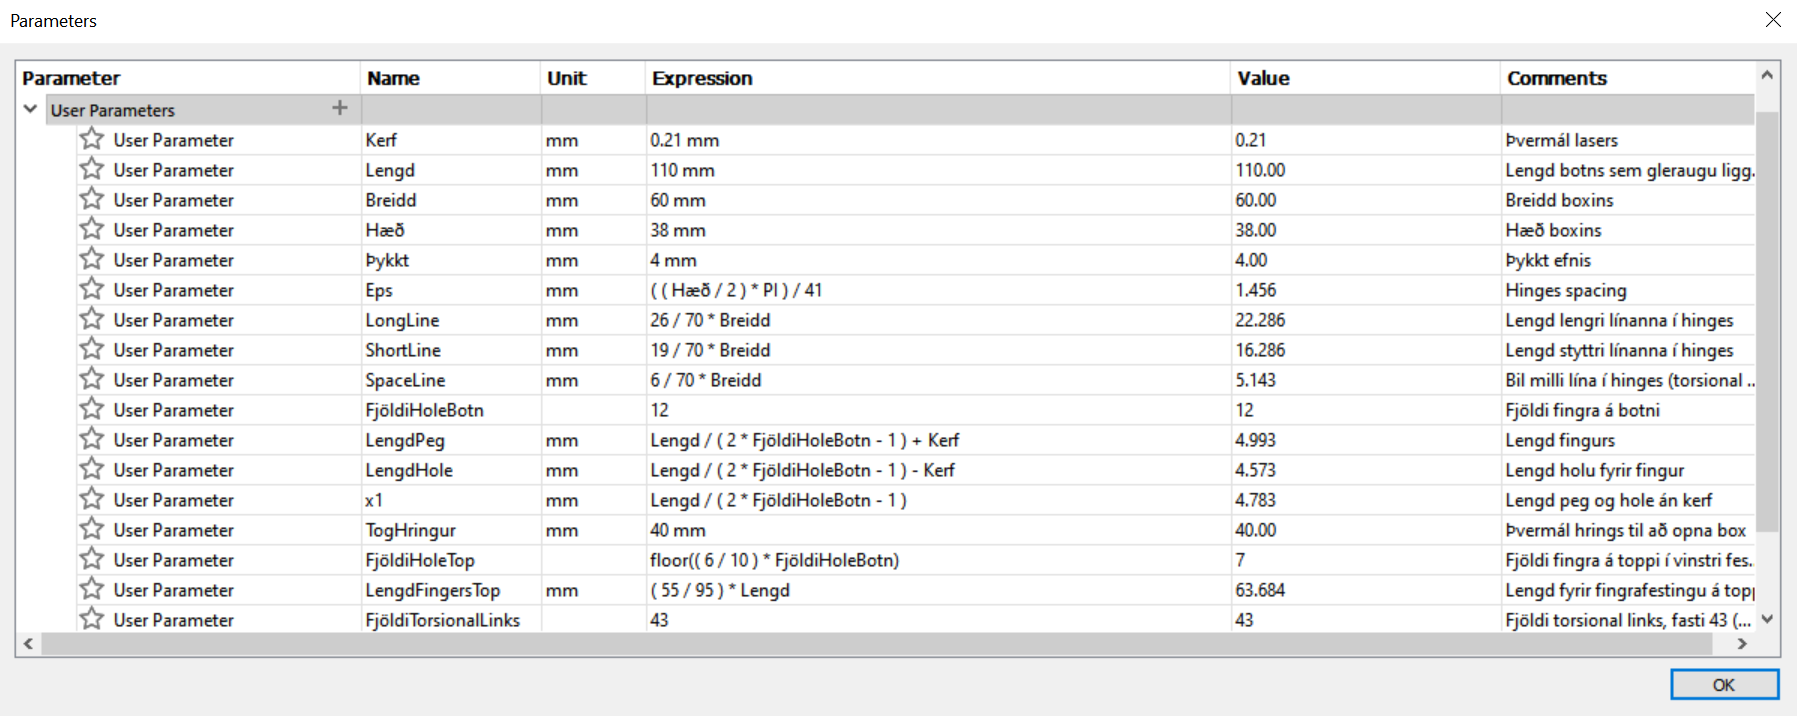 Parameters
Parameter Name Unit Expression Value Comments
User Parameters
User Parameter Kerf mm 0.21 mm 0.21 Þvermál lasers
User Parameter Lengd mm 110 mm 110.00 Lengd botns sem gleraugu ligg..
User Parameter Breidd mm 60 mm 60.00 Breidd boxins
User Parameter Hæð mm 38 mm 38.00 Hæð boxins
User Parameter Þykkt mm 4 mm 4.00 Þykkt efnis
User Parameter Eps mm ( ( Hæð / 2 ) * PI ) / 41 1.456 Hinges spacing
User Parameter LongLine mm 26 / 70 * Breidd 22.286 Lengd lengri línanna í hinges
User Parameter ShortLine mm 19 / 70 * Breidd 16.286 Lengd styttri línanna í hinges
User Parameter SpaceLine mm 6 / 70 * Breidd 5.143 Bil milli lína í hinges (torsional ..
User Parameter FjöldiHoleBotn 12 12 Fjöldi fingra á botni
User Parameter LengdPeg mm Lengd / ( 2 * FjöldiHoleBotn - 1 ) + Kerf 4.993 Lengd fingurs
User Parameter LengdHole mm Lengd / ( 2 * FjöldiHoleBotn - 1 ) - Kerf 4.573 Lengd holu fyrir fingur
User Parameter x1 mm Lengd / ( 2 * FjöldiHoleBotn - 1 ) 4.783 Lengd peg og hole án kerf
User Parameter TogHringur mm 40 mm 40.00 Þvermál hrings til að opna box
User Parameter FjöldiHoleTop floor(( 6 / 10 ) * FjöldiHoleBotn) 7 Fjöldi fingra á toppi í vinstri fes..
User Parameter LengdFingersTop mm ( 55 / 95 ) * Lengd 63.684 Lengd fyrir fingrafestingu á topp
User Parameter FjöldiTorsionalLinks 43 43 Fjöldi torsional links, fasti 43 (...
OK